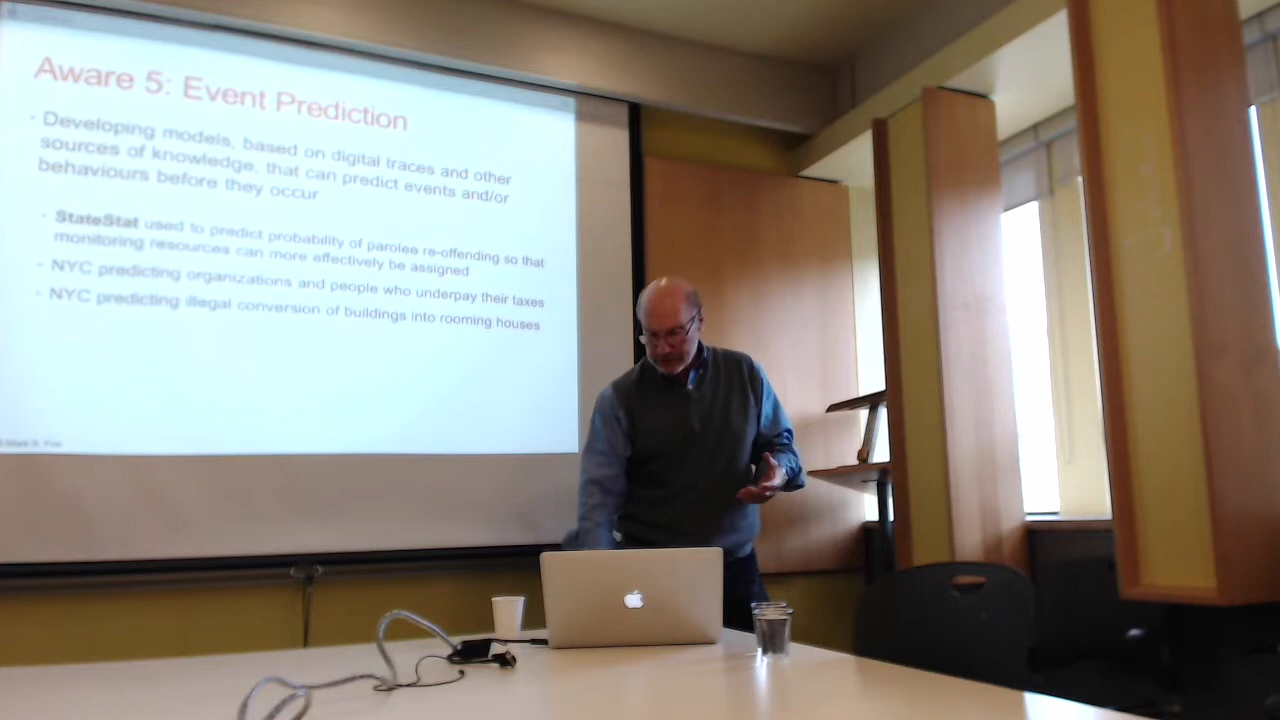 Aware 5: Event Prediction
• Developing models, based on digital traces and other
sources of knowledge, that can predict events and/or
behaviours before they occur
• StateStat used to predict probability of parolee re-offending so that
monitoring resources can more effectively be assigned
• NYC predicting organizations and people who underpay their taxes
• NYC predicting illegal conversion of buildings into rooming houses